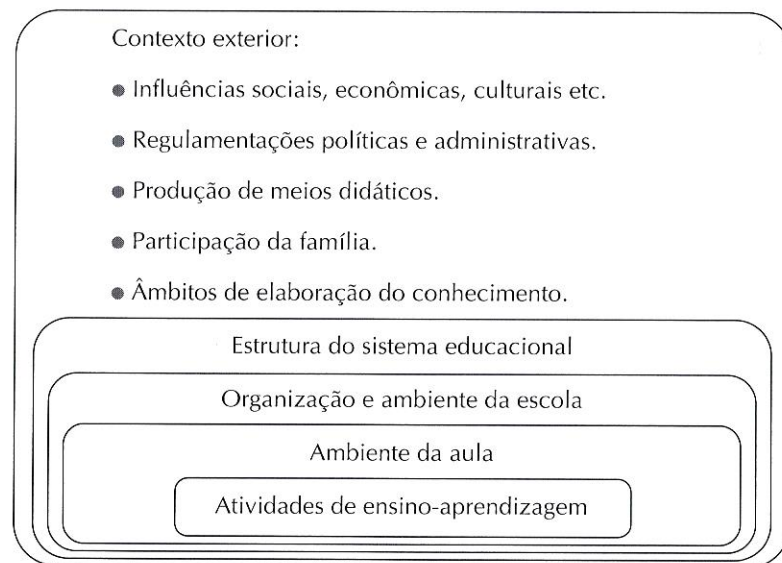 Contexto exterior:
● Influências sociais, econômicas, culturais etc.
● Regulamentações políticas e administrativas.
● Produção de meios didáticos.
● Participação da família.
● Âmbitos de elaboração do conhecimento.
Estrutura do sistema educacional
Organização e ambiente da escola
Ambiente da aula
Atividades de ensino-aprendizagem